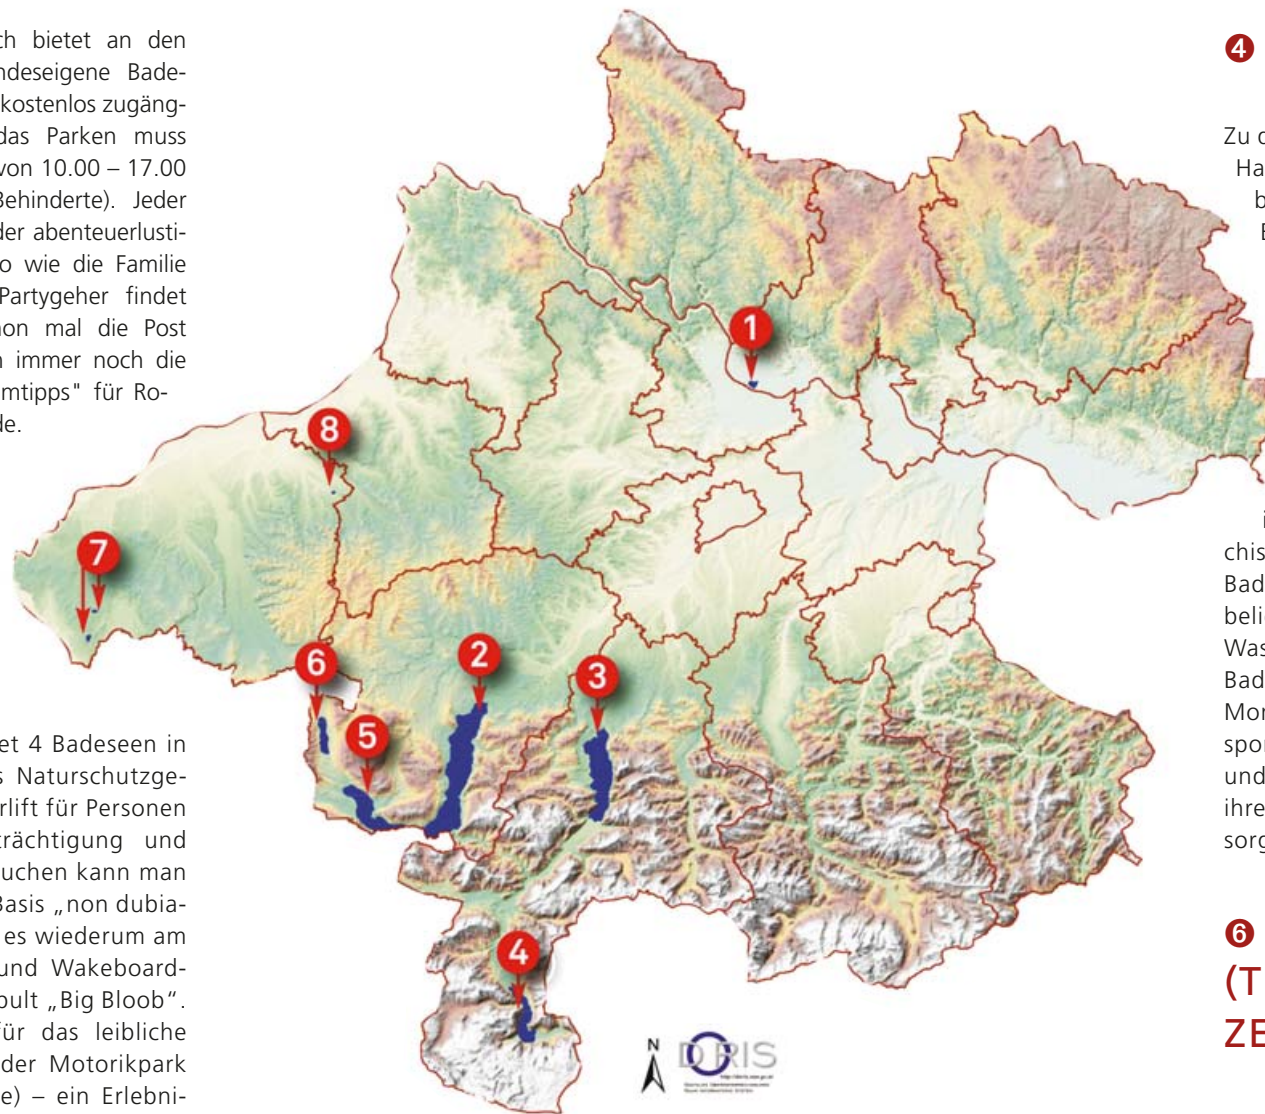 ch bietet an den
ndeseigene Bade-
kostenlos zugäng-
das Parken muss
von 10.00 – 17.00
Behinderte). Jeder
der abenteuerlusti-
o wie die Familie
Partygeher findet
hon mal die Post
n immer noch die
mtipps" für Ro-
de.
et 4 Badeseen in
s Naturschutzge-
rlift für Personen
trächtigung und
uchen kann man
Basis „non dubia-
es wiederum am
und Wakeboard-
pult „Big Bloob".
für das leibliche
der Motorikpark
e) – ein Erlebni-
1
8
7
6
2
3
5
4
N
DORIS
4
Zu d
Ha
b
E
i
chis
Bad
belie
Was
Bad
Mor
spor
und
ihre
sorg
6
(T
ZE